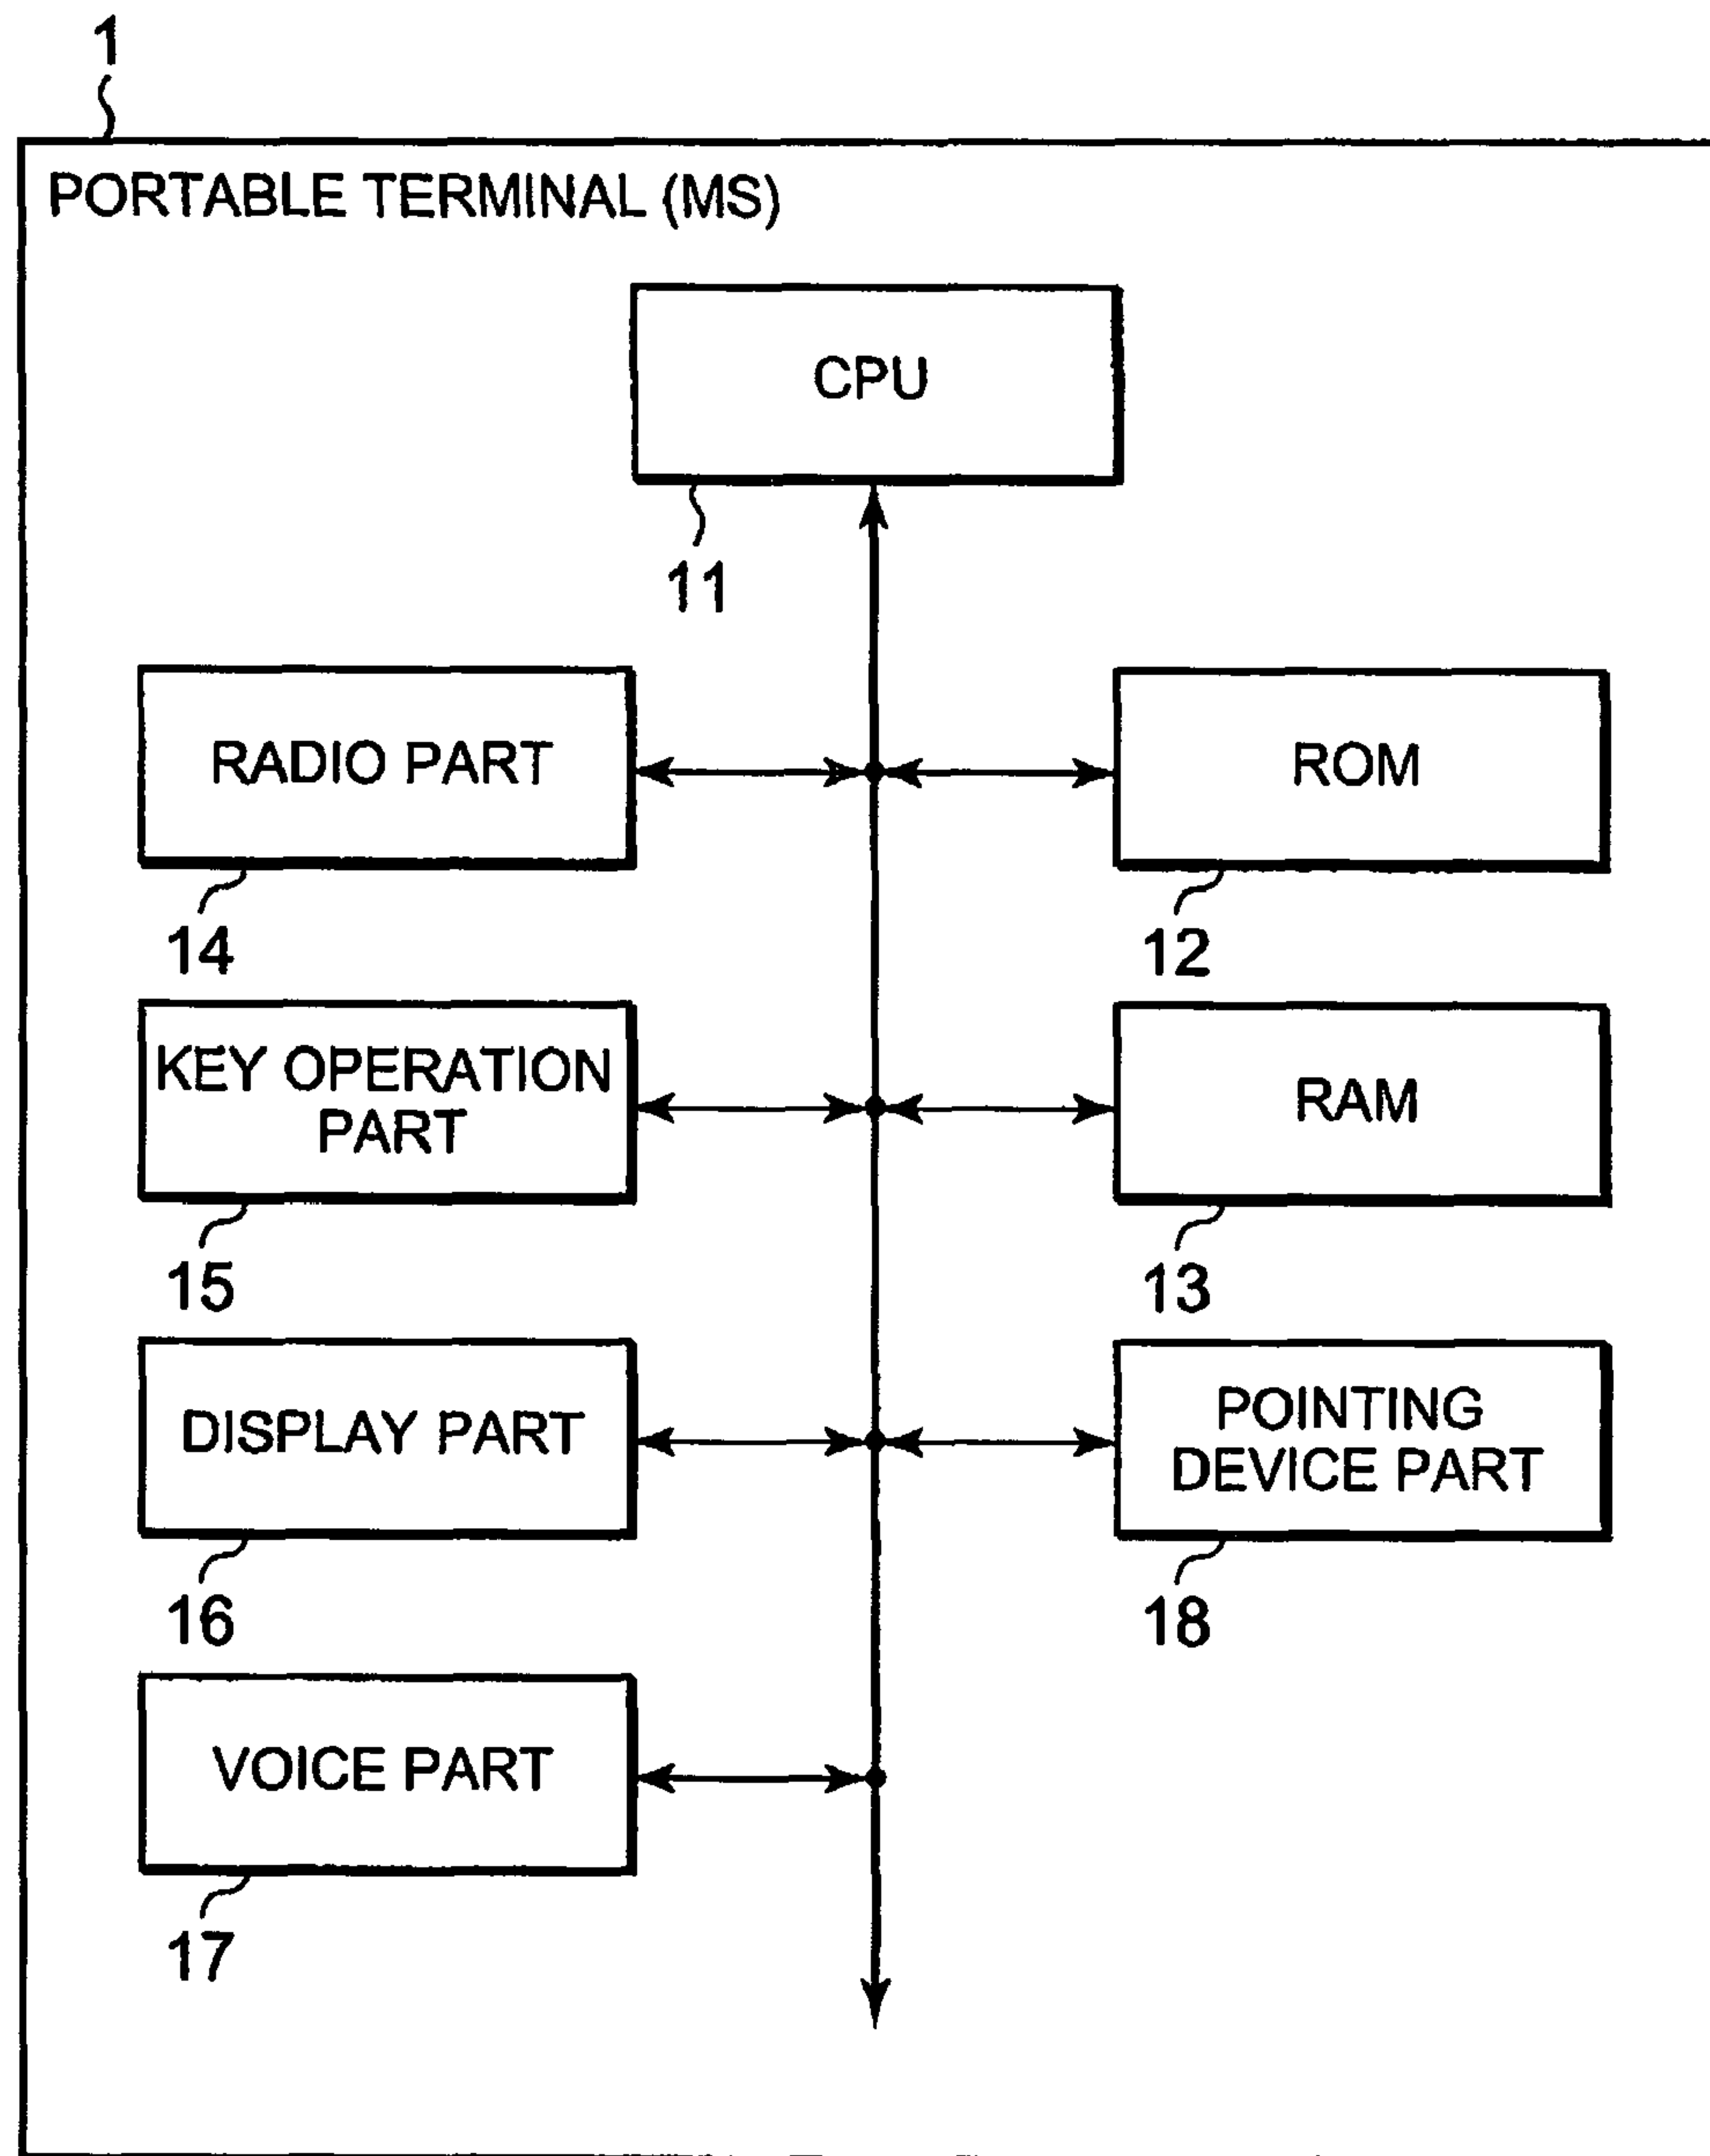 1
PORTABLE TERMINAL (MS)
CPU
11
RADIO PART
14
ROM
12
KEY OPERATION
PART
15
RAM
13
DISPLAY PART
16
POINTING
DEVICE PART
18
VOICE PART
17